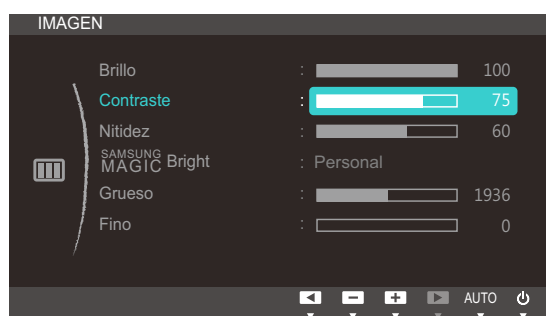 IMAGEN
Brillo : 100
Contraste : 75
Nitidez : 60
SAMSUNG MAGIC Bright : Personal
Grueso : 1936
Fino : 0
AUTO